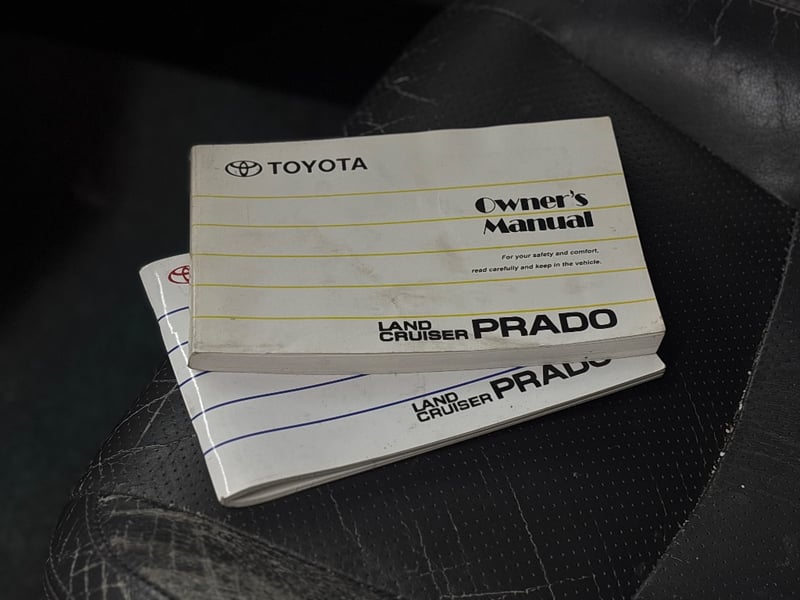 TOYOTA
Owner's
Manual
For your safety and comfort,
read carefully and keep in the vehicle.
LAND
CRUISER PRADO
LAND
CRUISER PRADO